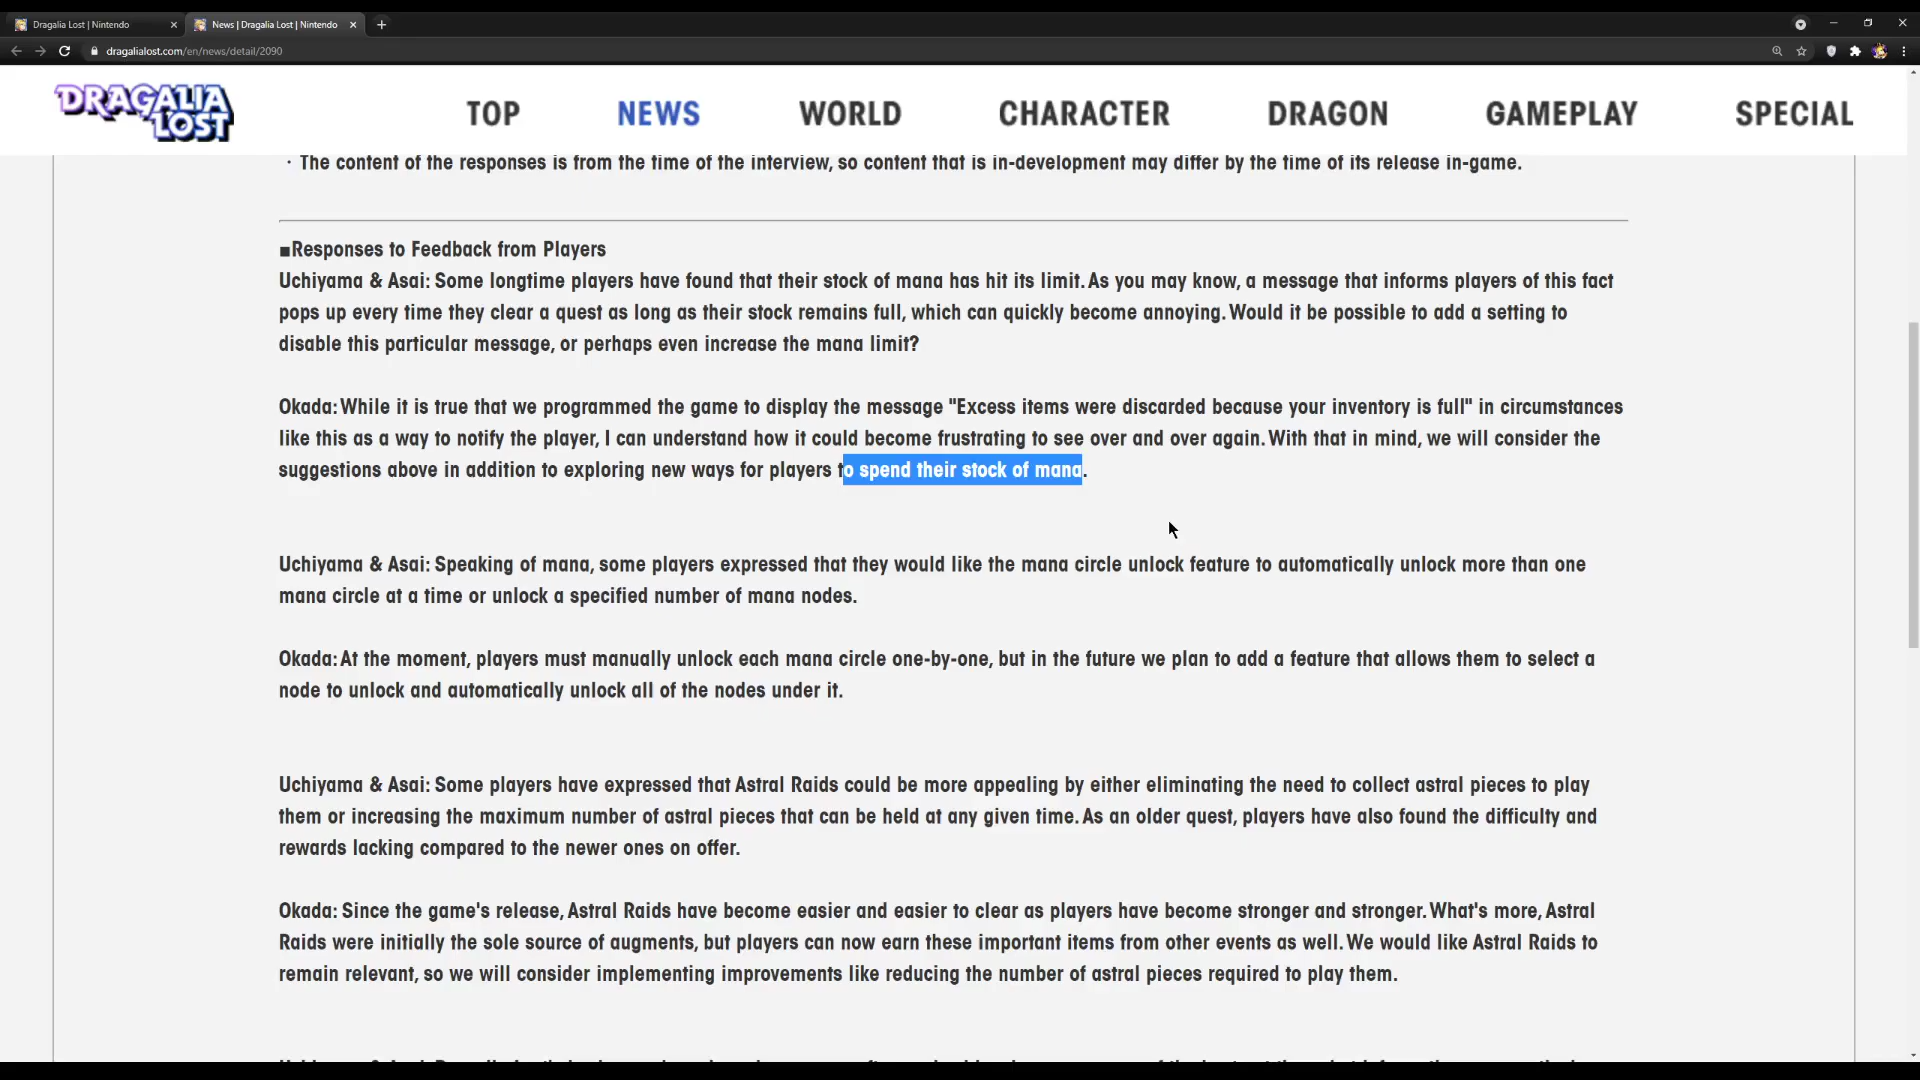 Dragalia Lost | Nintendo
News | Dragalia Lost | Nintendo
dragalialost.com/en/news/detail/2090
DRAGALIA LOST
TOP
NEWS
WORLD
CHARACTER
DRAGON
GAMEPLAY
SPECIAL
· The content of the responses is from the time of the interview, so content that is in-development may differ by the time of its release in-game.
■Responses to Feedback from Players
Uchiyama & Asai: Some longtime players have found that their stock of mana has hit its limit. As you may know, a message that informs players of this fact
pops up every time they clear a quest as long as their stock remains full, which can quickly become annoying. Would it be possible to add a setting to
disable this particular message, or perhaps even increase the mana limit?
Okada: While it is true that we programmed the game to display the message "Excess items were discarded because your inventory is full" in circumstances
like this as a way to notify the player, I can understand how it could become frustrating to see over and over again. With that in mind, we will consider the
suggestions above in addition to exploring new ways for players to spend their stock of mana.
Uchiyama & Asai: Speaking of mana, some players expressed that they would like the mana circle unlock feature to automatically unlock more than one
mana circle at a time or unlock a specified number of mana nodes.
Okada: At the moment, players must manually unlock each mana circle one-by-one, but in the future we plan to add a feature that allows them to select a
node to unlock and automatically unlock all of the nodes under it.
Uchiyama & Asai: Some players have expressed that Astral Raids could be more appealing by either eliminating the need to collect astral pieces to play
them or increasing the maximum number of astral pieces that can be held at any given time. As an older quest, players have also found the difficulty and
rewards lacking compared to the newer ones on offer.
Okada: Since the game's release, Astral Raids have become easier and easier to clear as players have become stronger and stronger. What's more, Astral
Raids were initially the sole source of augments, but players can now earn these important items from other events as well. We would like Astral Raids to
remain relevant, so we will consider implementing improvements like reducing the number of astral pieces required to play them.